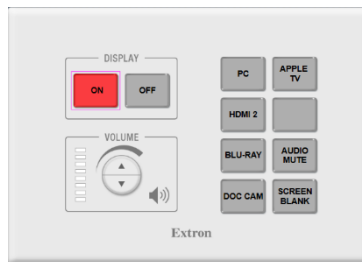 DISPLAY
ON
OFF
VOLUME
PC
APPLE
TV
HDMI 2
BLU-RAY
AUDIO
MUTE
DOC CAM
SCREEN
BLANK
Extron